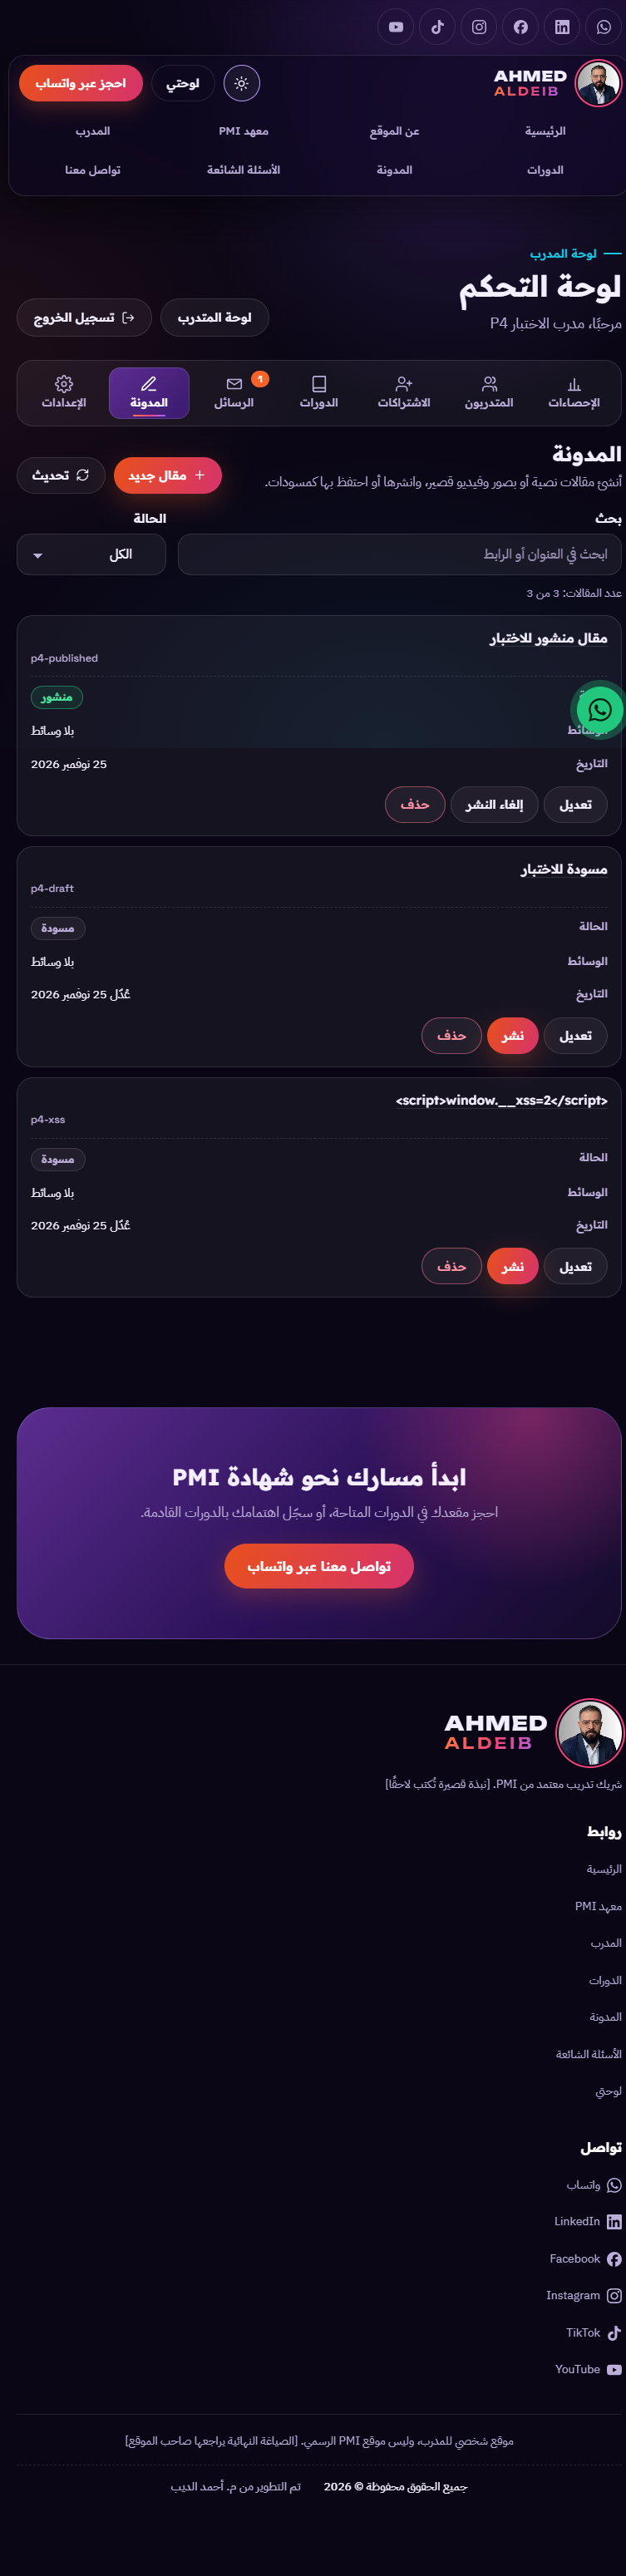 AHMED
ALDEIB
لوحتي
احجز عبر واتساب
الرئيسية
عن الموقع
معهد PMI
المدرب
الدورات
المدونة
الأسئلة الشائعة
تواصل معنا
لوحة المدرب
لوحة التحكم
مرحبًا، مدرب الاختبار P4
لوحة المتدرب
تسجيل الخروج
الإحصاءات
المتدربون
الاشتراكات
الدورات
الرسائل
المدونة
الإعدادات
المدونة
أنشئ مقالات نصية أو بصور وفيديو قصير، وانشرها أو احتفظ بها كمسودات.
مقال جديد
تحديث
بحث
الحالة
ابحث في العنوان أو الرابط
الكل
عدد المقالات: 3 من 3
مقال منشور للاختبار
p4-published
منشور
الوسائط
بلا وسائط
التاريخ
25 نوفمبر 2026
تعديل
إلغاء النشر
حذف
مسودة للاختبار
p4-draft
الحالة
مسودة
الوسائط
بلا وسائط
التاريخ
عُدّل 25 نوفمبر 2026
تعديل
نشر
حذف
<script>window.__xss=2</script>
p4-xss
الحالة
مسودة
الوسائط
بلا وسائط
التاريخ
عُدّل 25 نوفمبر 2026
تعديل
نشر
حذف
ابدأ مسارك نحو شهادة PMI
احجز مقعدك في الدورات المتاحة، أو سجّل اهتمامك بالدورات القادمة.
تواصل معنا عبر واتساب
AHMED
ALDEIB
شريك تدريب معتمد من PMI. [نبذة قصيرة تُكتب لاحقًا]
روابط
الرئيسية
معهد PMI
المدرب
الدورات
المدونة
الأسئلة الشائعة
لوحتي
تواصل
واتساب
LinkedIn
Facebook
Instagram
TikTok
YouTube
موقع شخصي للمدرب، وليس موقع PMI الرسمي. [الصياغة النهائية يراجعها صاحب الموقع]
جميع الحقوق محفوظة © 2026
تم التطوير من م. أحمد الديب